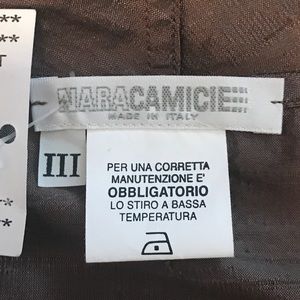 **
**
T
NARACAMICIE
MADE IN ITALY
III
PER UNA CORRETTA
MANUTENZIONE E'
OBBLIGATORIO
LO STIRO A BASSA
TEMPERATURA
**